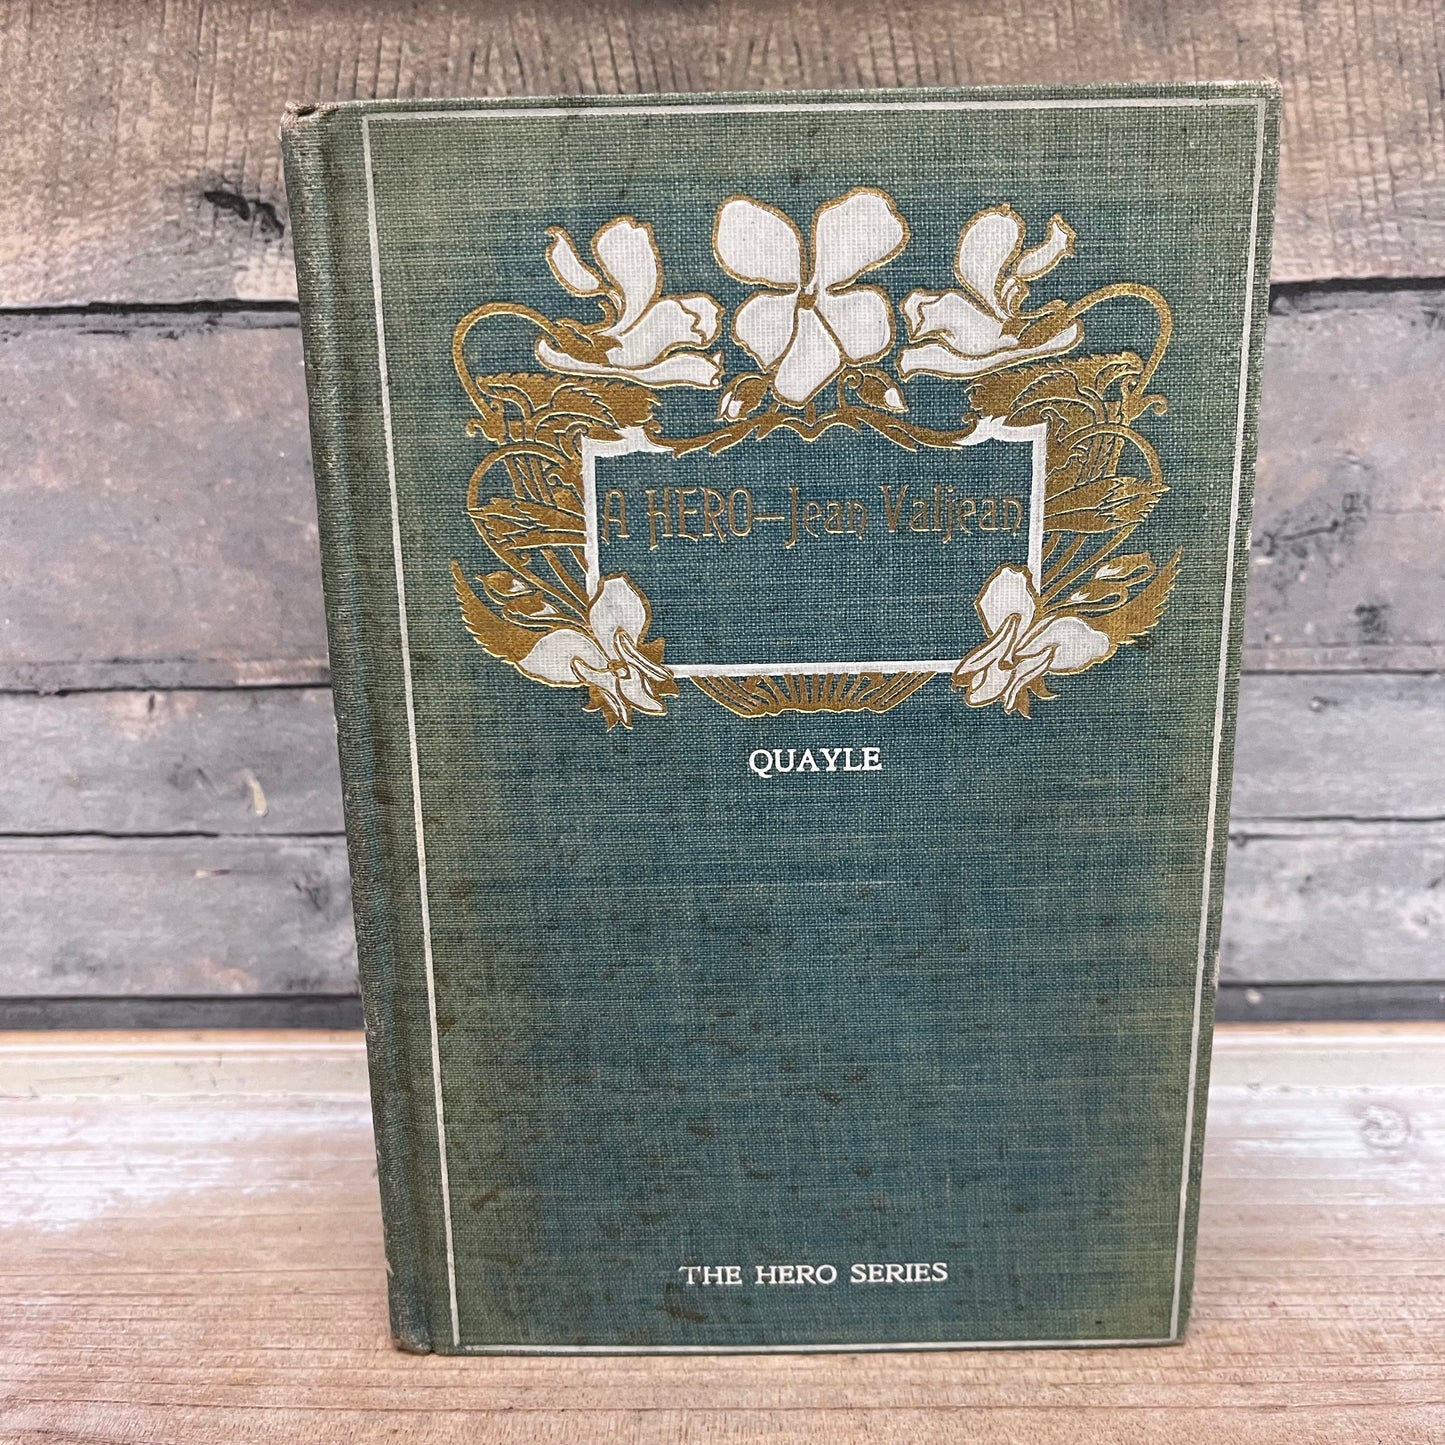 A HERO—Jean Valjean
QUAYLE
THE HERO SERIES